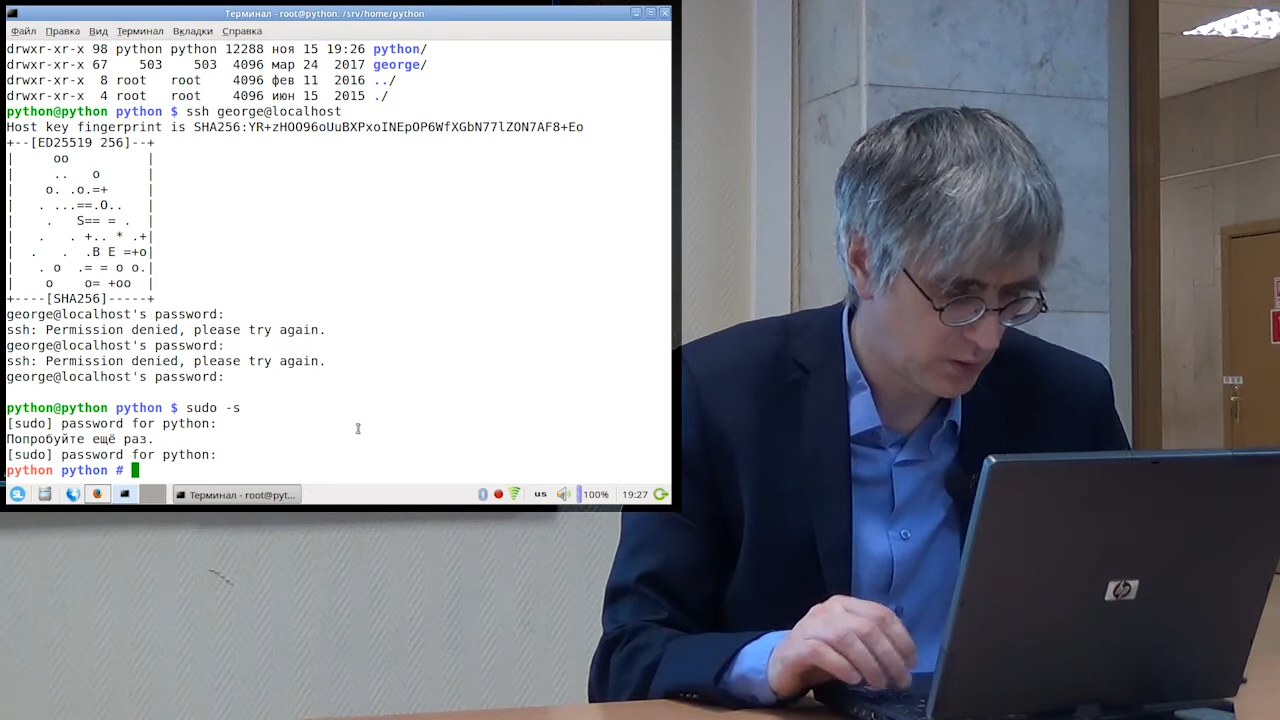 Терминал - root@python: /srv/home/python
Файл Правка Вид Терминал Вкладки Справка
drwxr-xr-x 98 python python 12288 ноя 15 19:26 python/
drwxr-xr-x 67 503 503 4096 мар 24 2017 george/
drwxr-xr-x 8 root root 4096 фев 11 2016 ../
drwxr-xr-x 4 root root 4096 июн 15 2015 ./
python@python python $ ssh george@localhost
Host key fingerprint is SHA256:YR+zHOO96oUuBXPxoINEpOP6WfXGbN77lZON7AF8+Eo
+--[ED25519 256]--+
|     oo          |
|     ..   o      |
|    o. .o.=+     |
|   . ...==.O..   |
|    .   S== = .  |
|   .   . +.. * .+|
|  .   .  .B E =+o|
|   . o  .= = o o.|
|    o    o= +oo  |
+----[SHA256]-----+
george@localhost's password:
ssh: Permission denied, please try again.
george@localhost's password:
ssh: Permission denied, please try again.
george@localhost's password:
python@python python $ sudo -s
[sudo] password for python:
Попробуйте ещё раз.
[sudo] password for python:
python python #
Терминал - root@pyt...
us
100%
19:27
hp